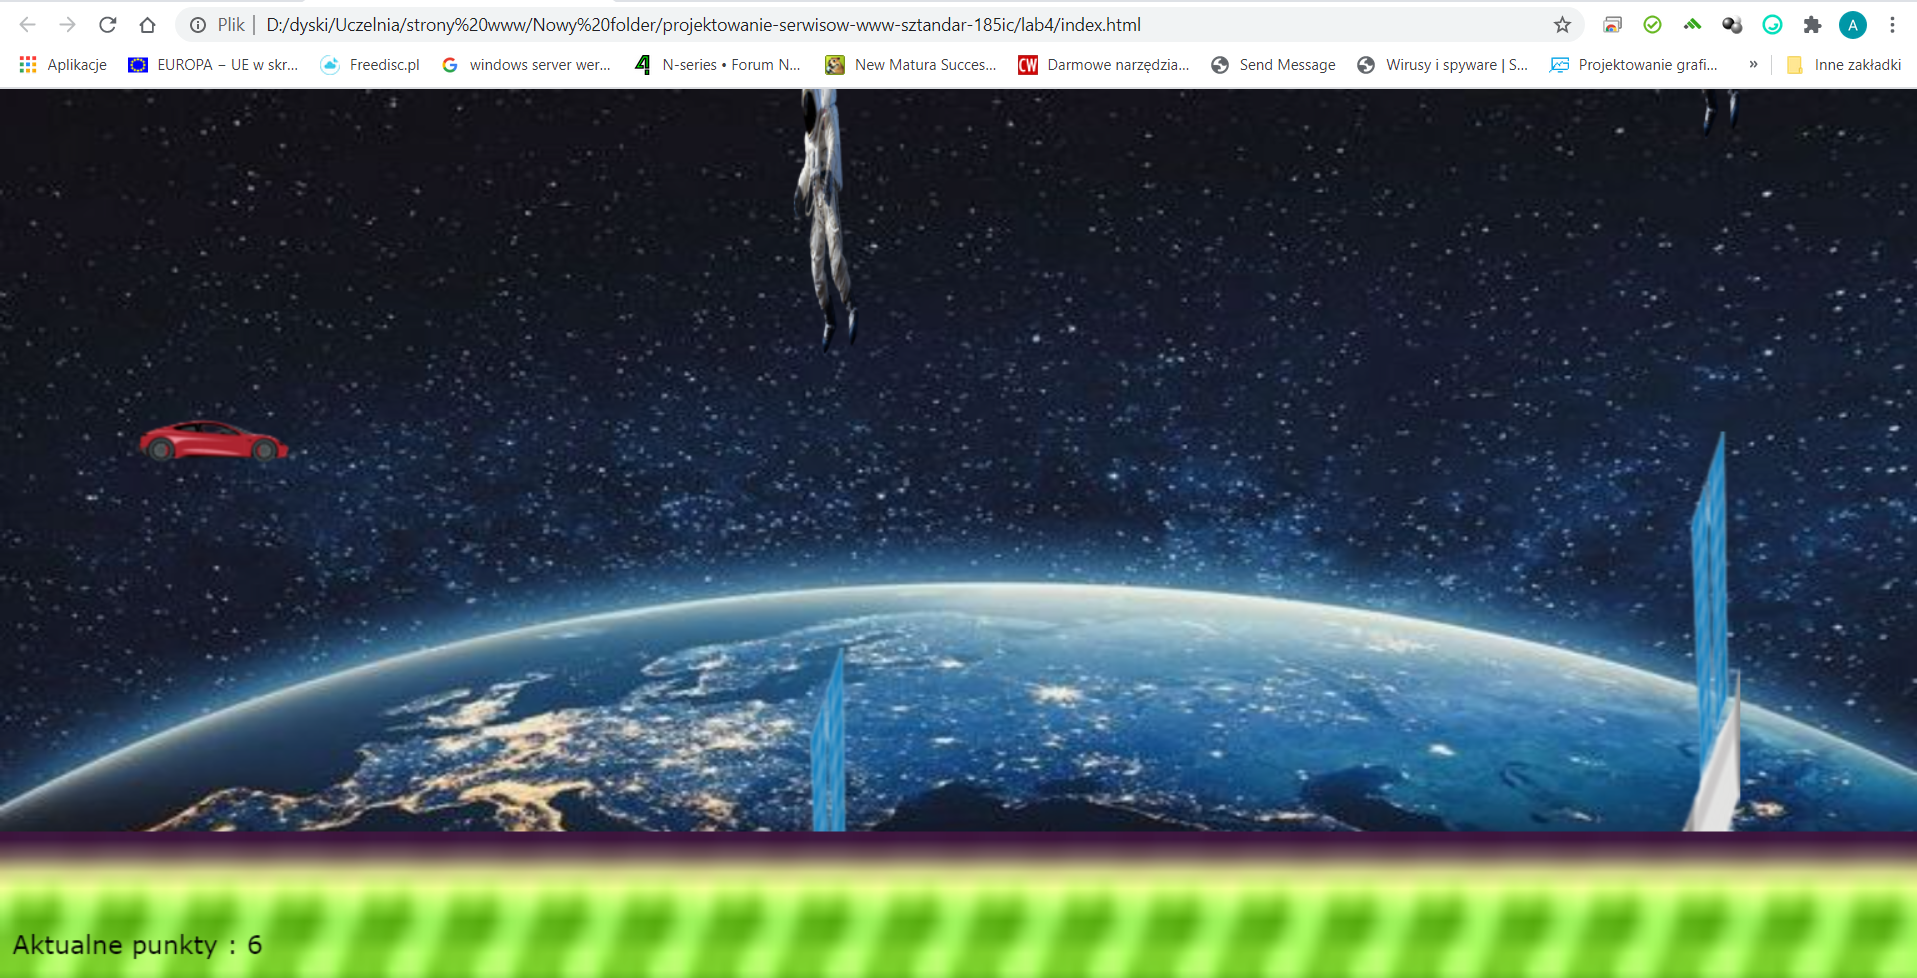 Plik | D:/dyski/Uczelnia/strony%20www/Nowy%20folder/projektowanie-serwisow-www-sztandar-185ic/lab4/index.html A
Aplikacje EUROPA – UE w skr... Freedisc.pl G windows server wer... 4 N-series • Forum N... New Matura Succes... CW Darmowe narzędzia... Send Message Wirusy i spyware | S... Projektowanie grafi... » Inne zakładki
Aktualne punkty : 6